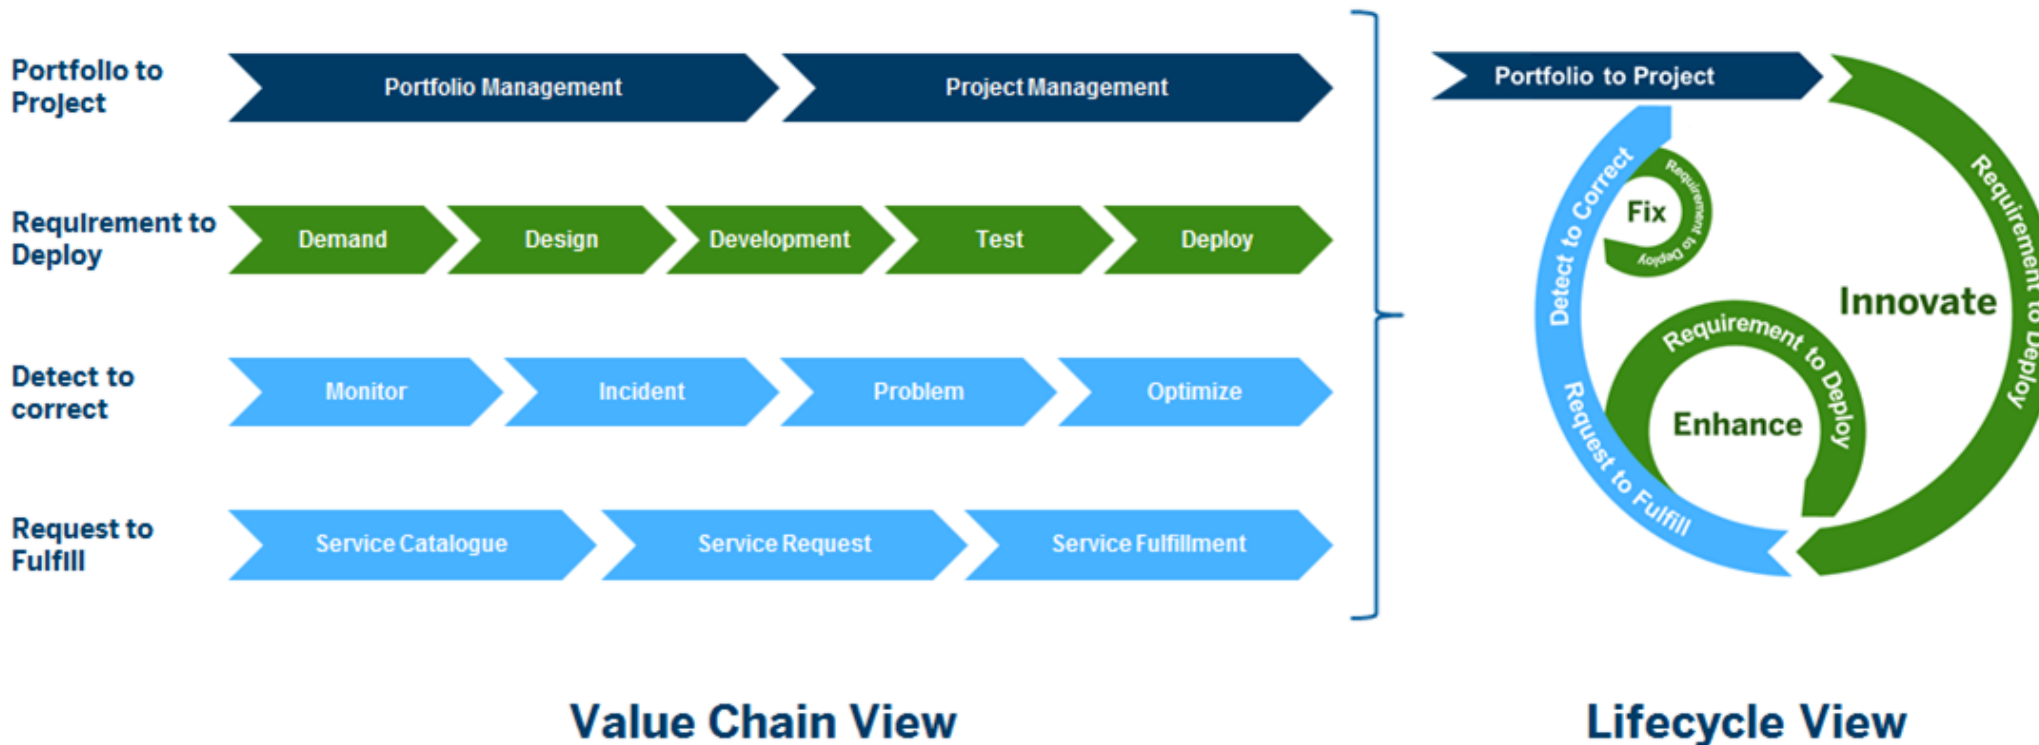 Portfolio to
Project
Portfolio Management
Project Management
Requirement to
Deploy
Demand
Design
Development
Test
Deploy
Detect to
correct
Monitor
Incident
Problem
Optimize
Request to
Fulfill
Service Catalogue
Service Request
Service Fulfillment
Value Chain View
Portfolio to Project
Requirement to Deploy
Innovate
Detect to Correct
Request to Fulfill
Requirement to Deploy
Fix
Requirement to Deploy
Enhance
Lifecycle View